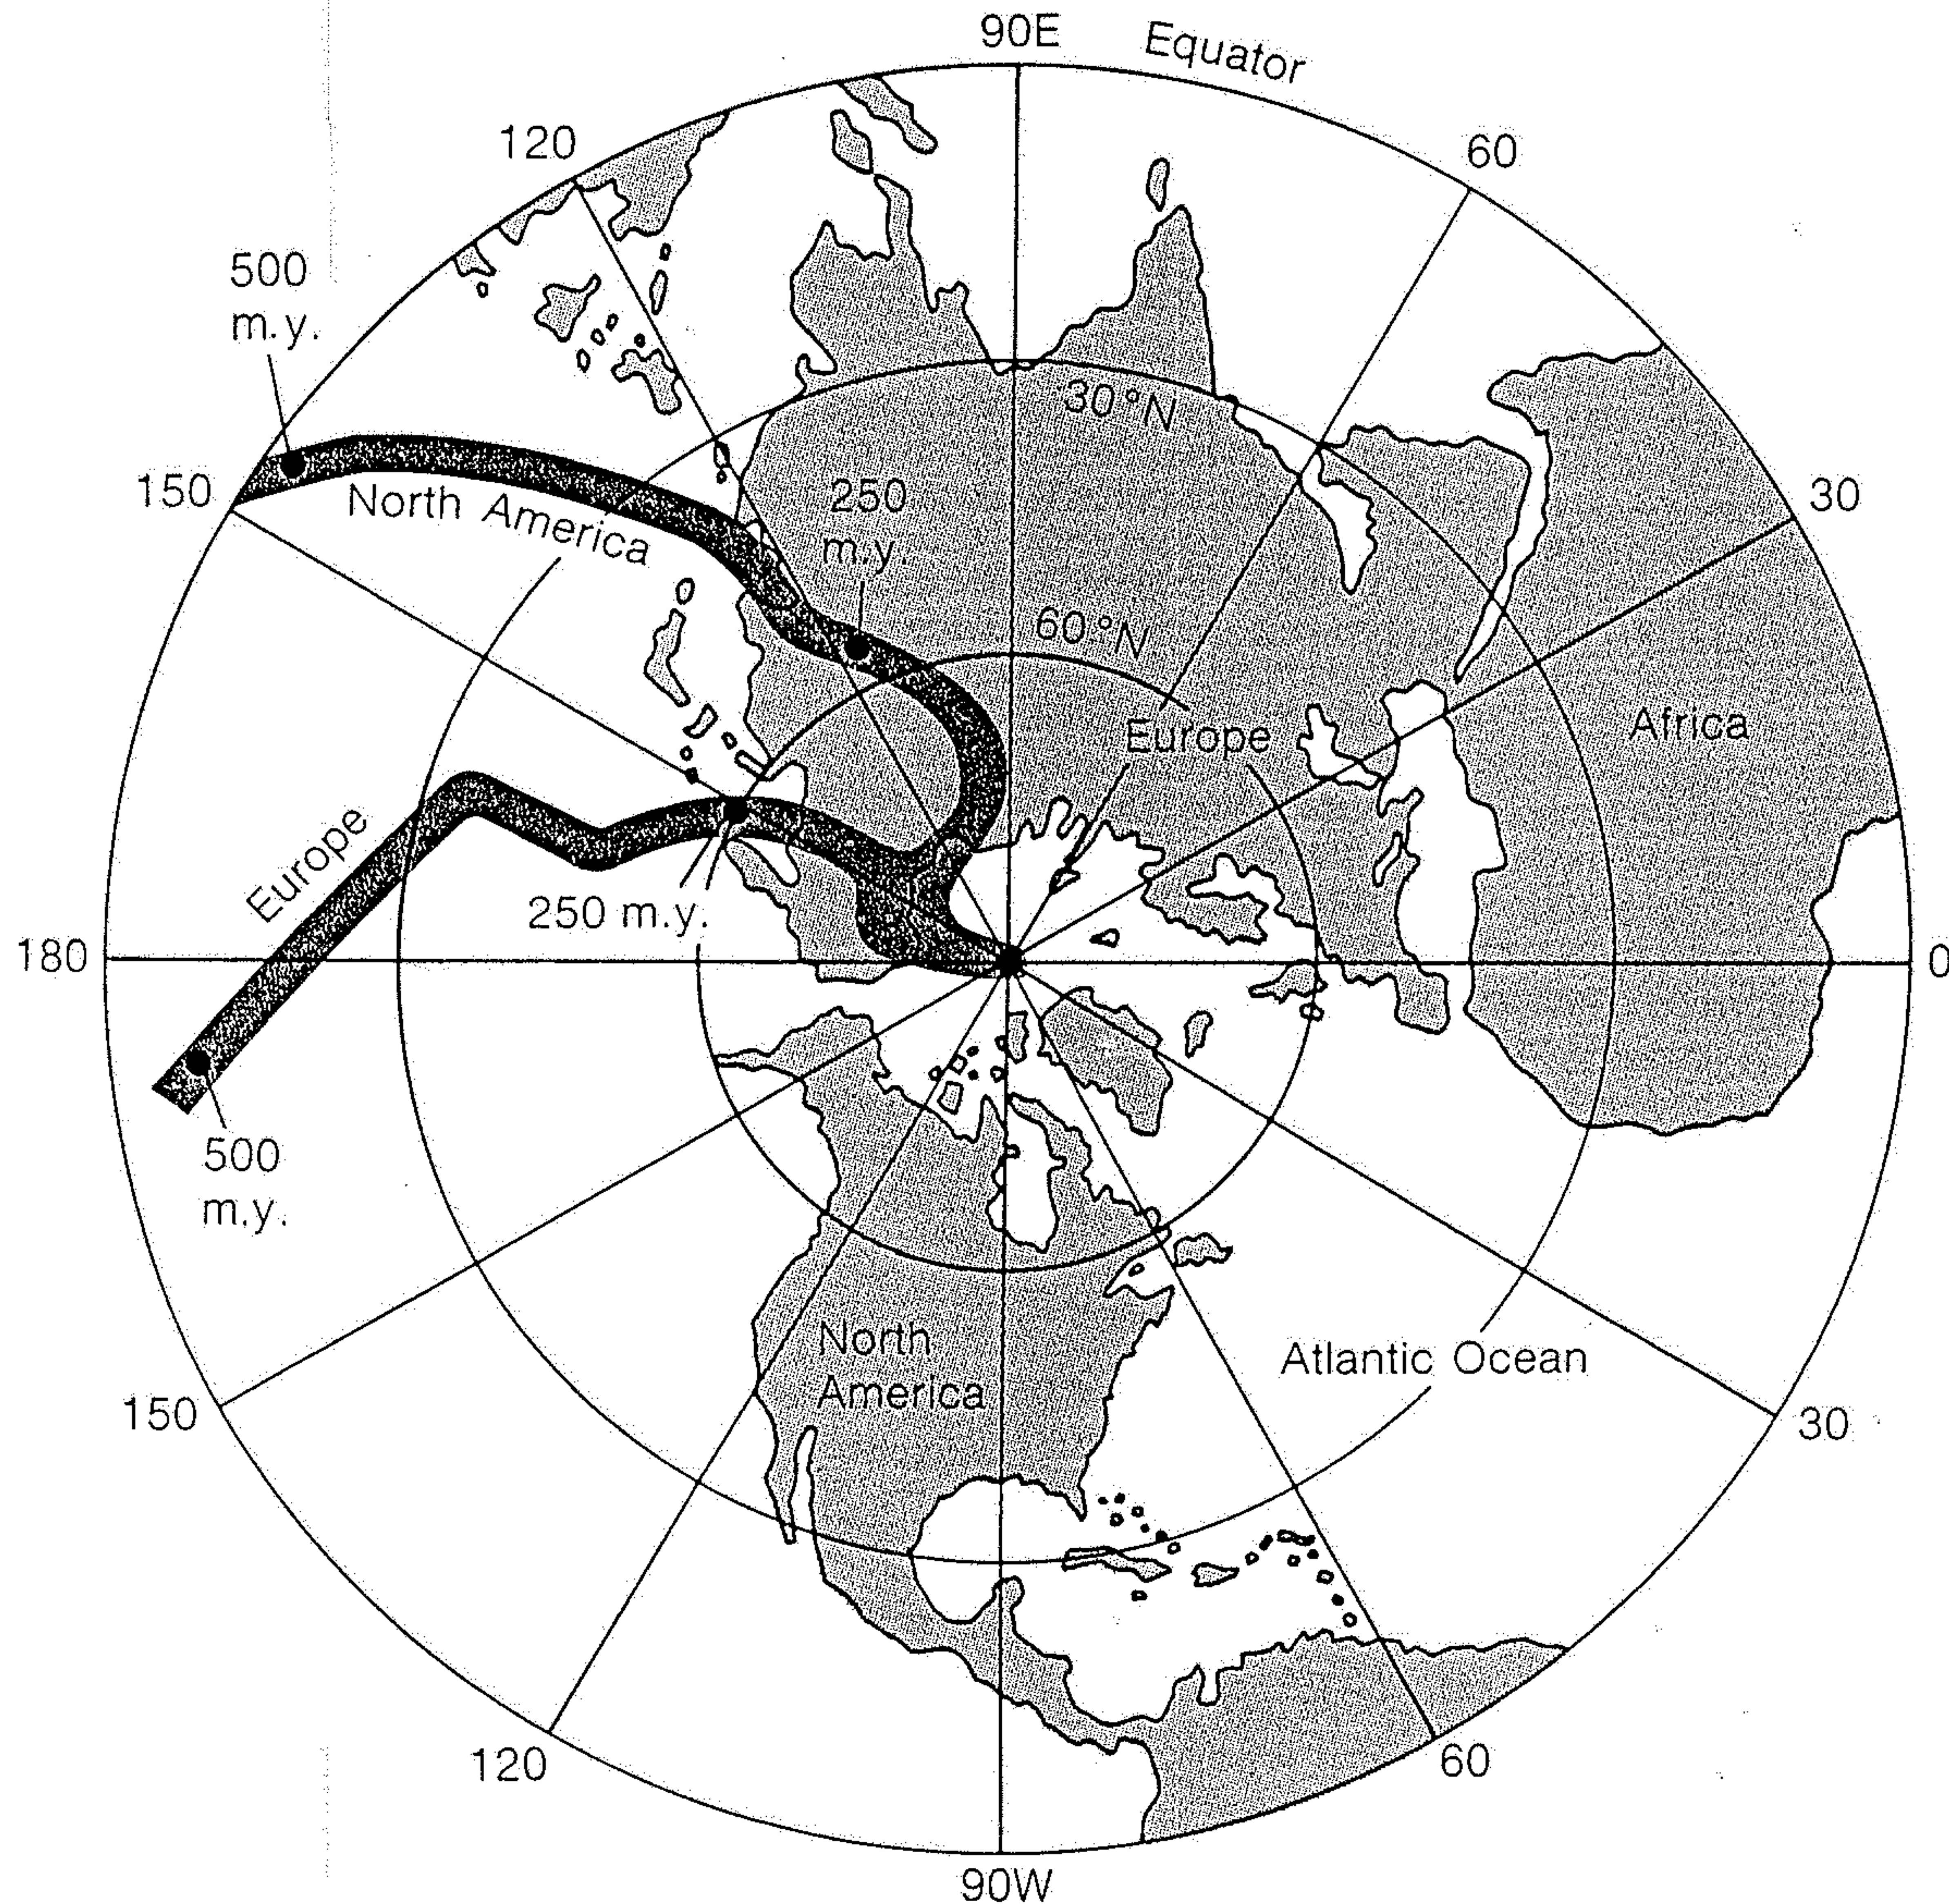 90E
Equator
120
60
500
m.y.
150
North America
250
m.y.
30°N
30
60°N
Europe
Africa
Europe
250 m.y.
180
0
500
m.y.
North
America
Atlantic Ocean
150
30
120
60
90W